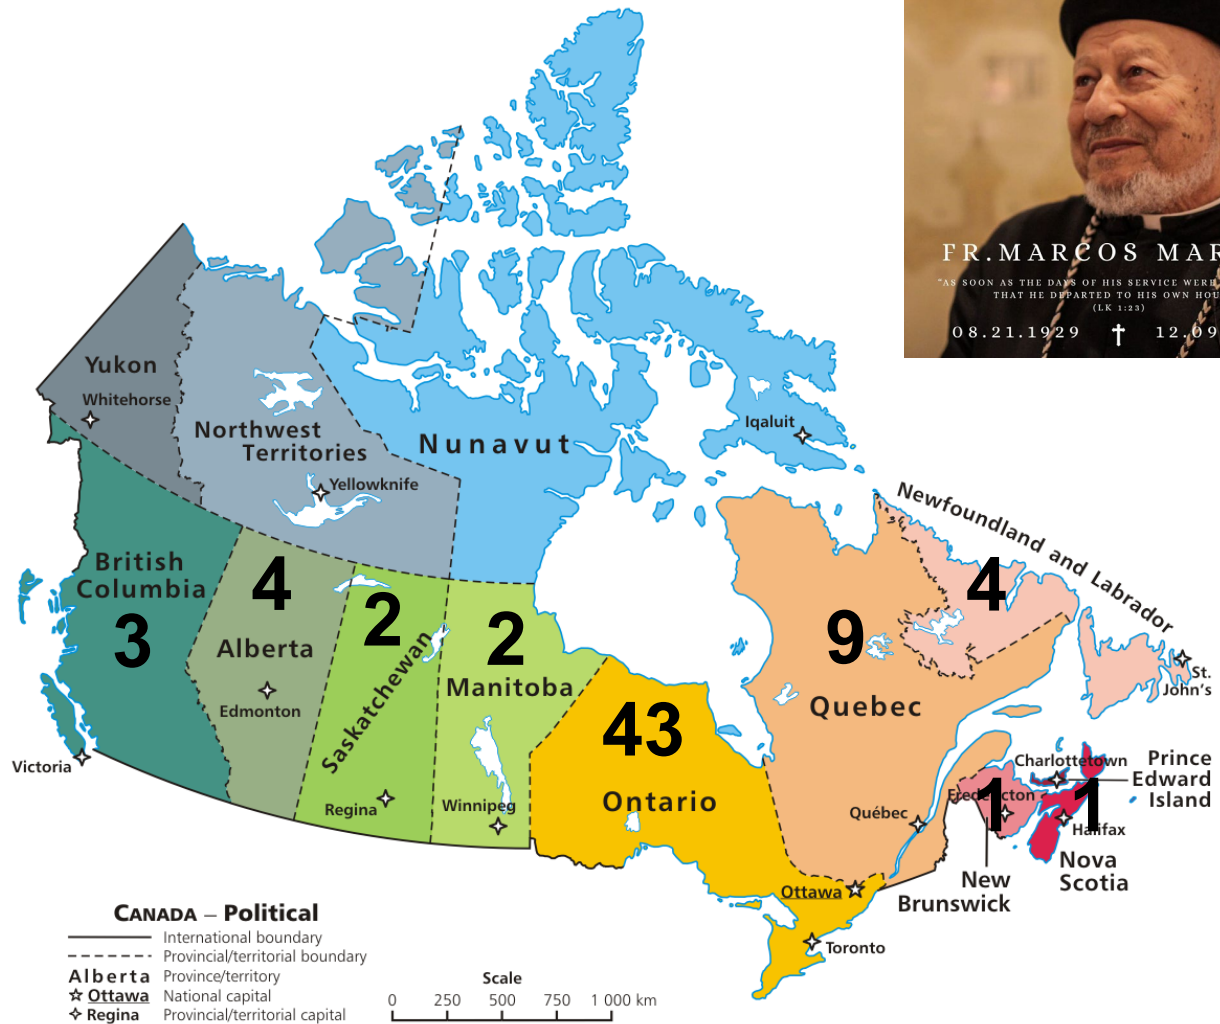 FR.MARCOS MAR
"AS SOON AS THE DAYS OF HIS SERVICE WERE
THAT HE DEPARTED TO HIS OWN HOU
(LK 1:23)
08.21.1929 ✝ 12.09
Yukon
Whitehorse
Northwest
Territories
Yellowknife
Nunavut
Iqaluit
Newfoundland and Labrador
British
Columbia
3
4
Alberta
Edmonton
2
Saskatchewan
Regina
2
Manitoba
Winnipeg
43
Ontario
9
Quebec
4
St.
John's
Victoria
Québec
Ottawa
Toronto
Charlottetown
Prince
Edward
Island
Fredericton
1
1
Halifax
Nova
Scotia
New
Brunswick
CANADA – Political
International boundary
Provincial/territorial boundary
Alberta Province/territory
Ottawa National capital
Regina Provincial/territorial capital
Scale
0 250 500 750 1 000 km